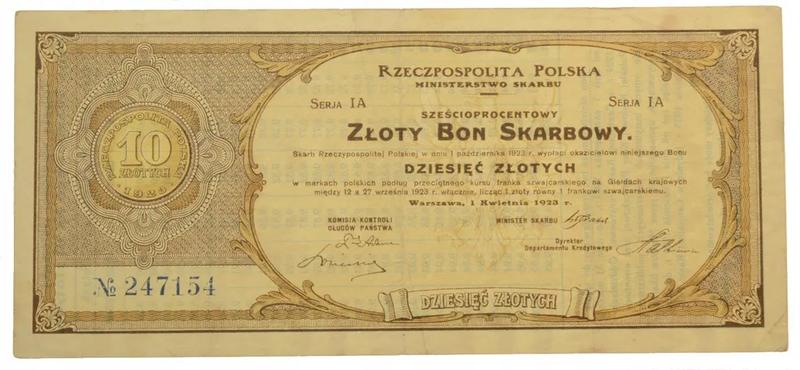 RZECZPOSPOLITA POLSKA
MINISTERSTWO SKARBU
SERJA IA
SERJA IA
SZEŚCIOPROCENTOWY
ZŁOTY BON SKARBOWY.
Skarb Rzeczypospolitej Polskiej w dniu 1 października 1923 r. wypłaci okazicielowi niniejszego Bonu
DZIESIĘĆ ZŁOTYCH
w markach polskich podług przeciętnego kursu franka szwajcarskiego na Giełdach krajowych
między 12 a 27 września 1923 r. włącznie, licząc 1 złoty równy 1 frankowi szwajcarskiemu.
Warszawa, 1 Kwietnia 1923 r.
KOMISJA KONTROLI
DŁUGÓW PAŃSTWA
MINISTER SKARBU
Dyrektor
Departamentu Kredytowego
RZECZPOSPOLITA POLSKA
10
ZŁOTYCH
1923
№ 247154
DZIESIĘĆ ZŁOTYCH